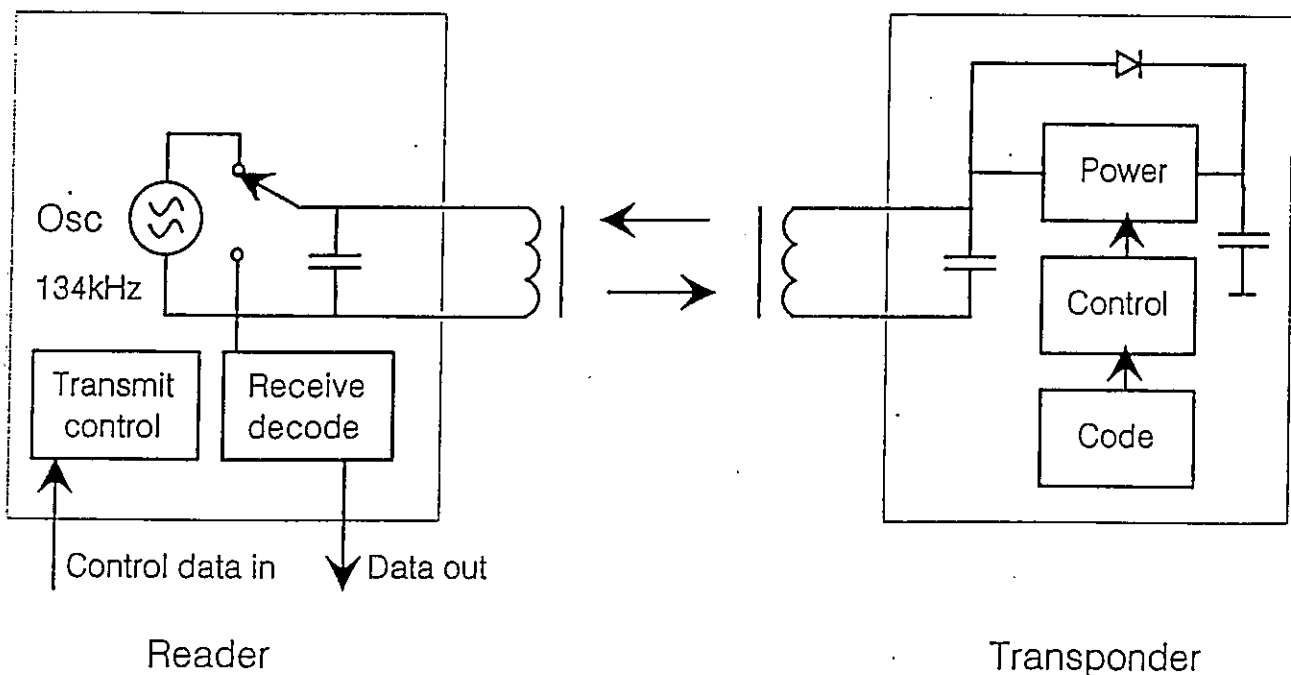 Osc
134kHz
Transmit
control
Receive
decode
Control data in
Data out
Reader
Power
Control
Code
Transponder